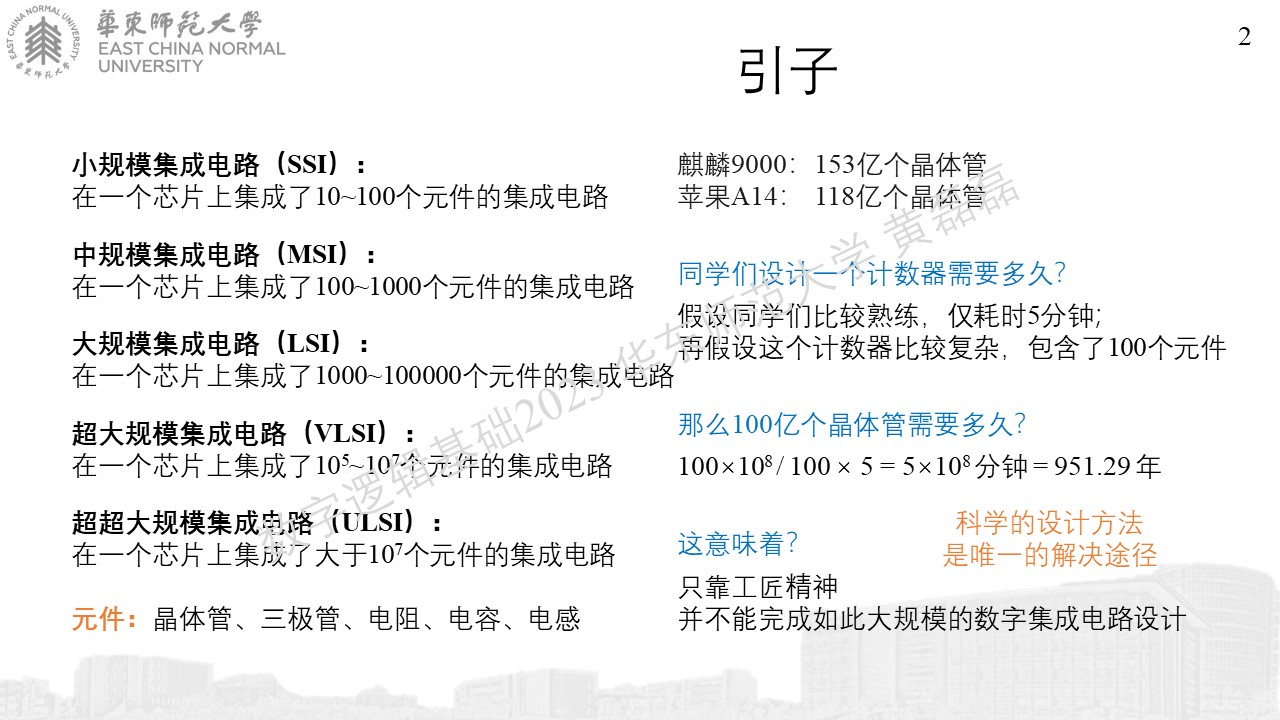 華東師範大學
EAST CHINA NORMAL
UNIVERSITY
EAST CHINA NORMAL UNIVERSITY
華東师范大学
2
引子
小规模集成电路（SSI）:
在一个芯片上集成了10~100个元件的集成电路
中规模集成电路（MSI）:
在一个芯片上集成了100~1000个元件的集成电路
大规模集成电路（LSI）:
在一个芯片上集成了1000~100000个元件的集成电路
超大规模集成电路（VLSI）:
在一个芯片上集成了10⁵~10⁷个元件的集成电路
超超大规模集成电路（ULSI）:
在一个芯片上集成了大于10⁷个元件的集成电路
元件：晶体管、三极管、电阻、电容、电感
麒麟9000：153亿个晶体管
苹果A14： 118亿个晶体管
同学们设计一个计数器需要多久?
假设同学们比较熟练，仅耗时5分钟;
再假设这个计数器比较复杂，包含了100个元件
那么100亿个晶体管需要多久?
100×10⁸ / 100 × 5 = 5×10⁸ 分钟 = 951.29 年
这意味着?
科学的设计方法
是唯一的解决途径
只靠工匠精神
并不能完成如此大规模的数字集成电路设计
数字逻辑基础2023 华东师范大学 黄磊磊